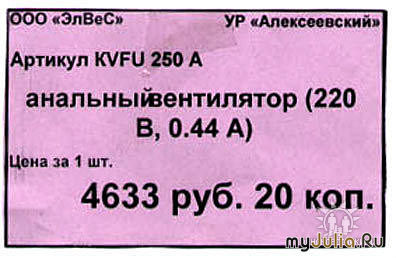 ООО «ЭлВеС» УР «Алексеевский»
Артикул KVFU 250 A
анальныйвентилятор (220
В, 0.44 А)
Цена за 1 шт.
4633 руб. 20 коп.
myJulia.Ru